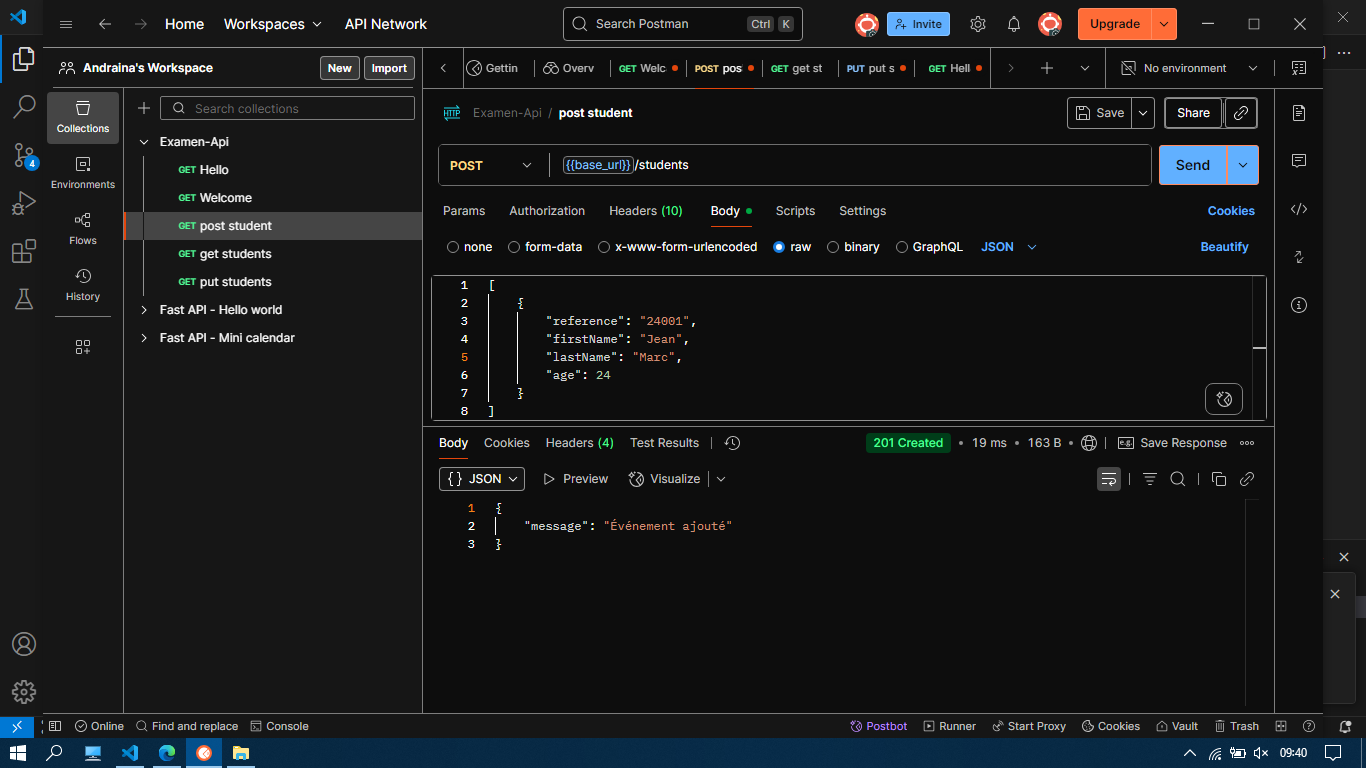 Home Workspaces API Network Search Postman Ctrl K Invite Upgrade
Andraina's Workspace New Import
Gettin Overv GET Welc POST pos GET get st PUT put s GET Hell No environment
Collections
Environments
Flows
History
Search collections
Examen-Api
GET Hello
GET Welcome
GET post student
GET get students
GET put students
Fast API - Hello world
Fast API - Mini calendar
HTTP Examen-Api / post student Save Share
POST {{base_url}}/students Send
Params Authorization Headers (10) Body Scripts Settings Cookies
none form-data x-www-form-urlencoded raw binary GraphQL JSON Beautify
1 [
2 {
3 "reference": "24001",
4 "firstName": "Jean",
5 "lastName": "Marc",
6 "age": 24
7 }
8 ]
Body Cookies Headers (4) Test Results 201 Created • 19 ms • 163 B • e.g. Save Response
{} JSON Preview Visualize
1 {
2 "message": "Événement ajouté"
3 }
4
Online Find and replace Console Postbot Runner Start Proxy Cookies Vault Trash
09:40